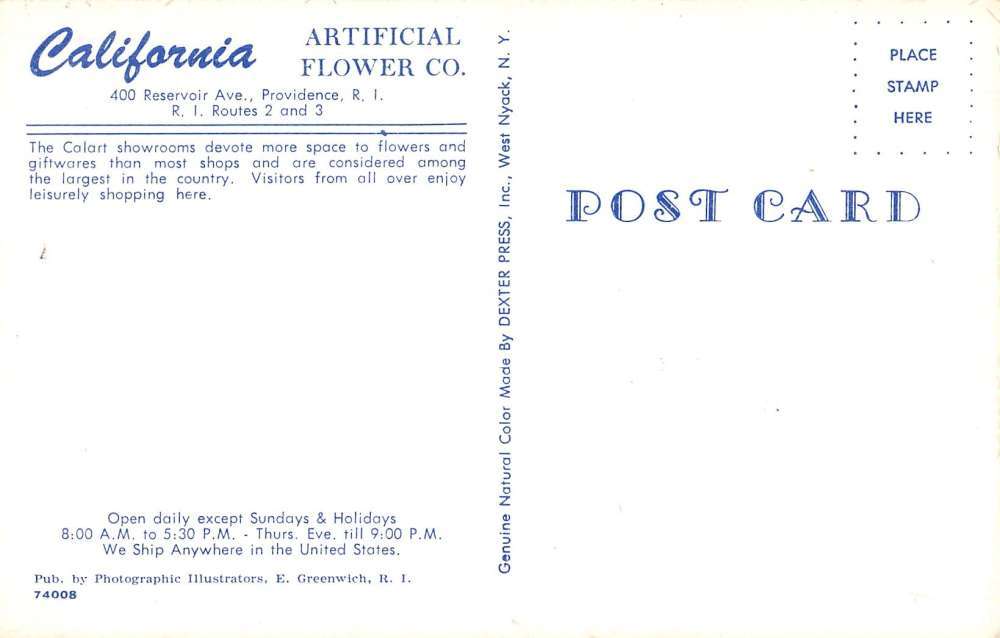 California
ARTIFICIAL
FLOWER CO.
400 Reservoir Ave., Providence, R. I.
R. I. Routes 2 and 3
The Calart showrooms devote more space to flowers and
giftwares than most shops and are considered among
the largest in the country. Visitors from all over enjoy
leisurely shopping here.
Open daily except Sundays & Holidays
8:00 A.M. to 5:30 P.M. - Thurs. Eve. till 9:00 P.M.
We Ship Anywhere in the United States.
Pub. by Photographic Illustrators, E. Greenwich, R. I.
74008
Genuine Natural Color Made By DEXTER PRESS, Inc., West Nyack, N. Y.
PLACE
STAMP
HERE
POST CARD